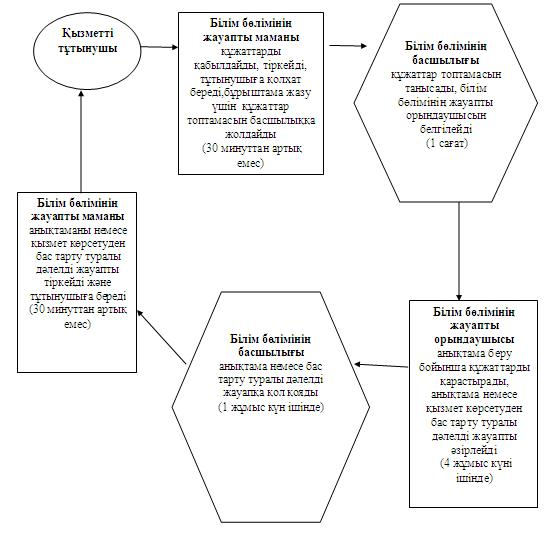 Қызметті
тұтынушы
Білім бөлімінің
жауапты маманы
құжаттарды
қабылдайды, тіркейді,
тұтынушыға қолхат
береді,бұрыштама жазу
үшін құжаттар
топтамасын басшылыққа
жолдайды
(30 минуттан артық
емес)
Білім бөлімінің
басшылығы
құжаттар топтамасын
танысады, білім
бөлімінің жауапты
орындаушысын
белгілейді
(1 сағат)
Білім бөлімінің
жауапты
орындаушысы
анықтама беру
бойынша құжаттарды
қарастырады,
анықтама немесе
қызмет көрсетуден
бас тарту туралы
дәлелді жауапты
әзірлейді
(4 жұмыс күні
ішінде)
Білім бөлімінің
басшылығы
анықтама немесе бас
тарту туралы дәлелді
жауапқа қол қояды
(1 жұмыс күн ішінде)
Білім бөлімінің
жауапты маманы
анықтаманы немесе
қызмет көрсетуден
бас тарту туралы
дәлелді жауапты
тіркейді және
тұтынушыға береді
(30 минуттан артық
емес)